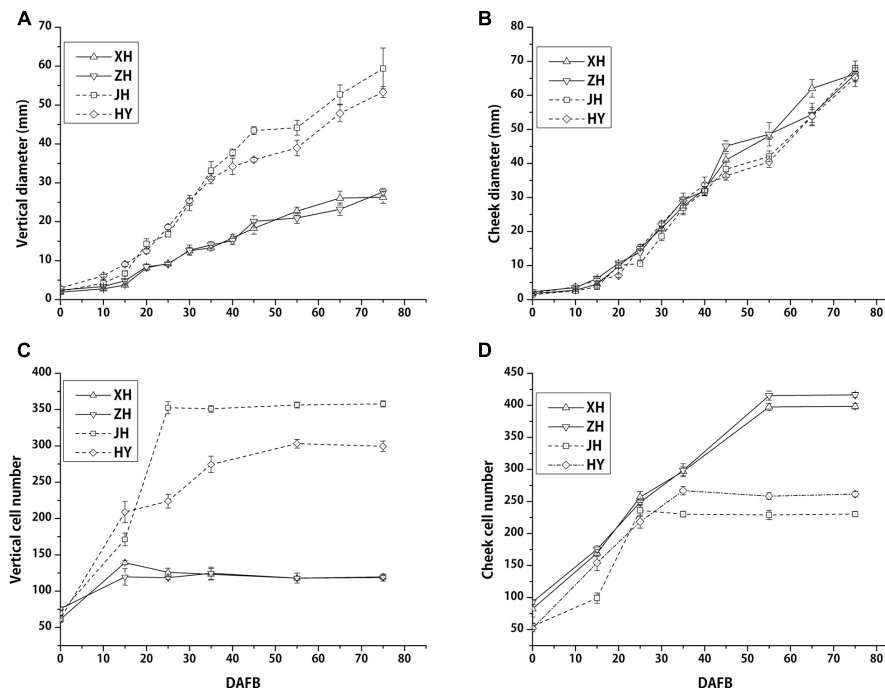 A
70
60
50
40
30
20
10
0
Vertical diameter (mm)
XH
ZH
JH
HY
0 10 20 30 40 50 60 70 80
B
80
70
60
50
40
30
20
10
0
Cheek diameter (mm)
XH
ZH
JH
HY
0 10 20 30 40 50 60 70 80
C
400
350
300
250
200
150
100
50
Vertical cell number
XH
ZH
JH
HY
0 10 20 30 40 50 60 70 80
DAFB
D
450
400
350
300
250
200
150
100
50
Cheek cell number
XH
ZH
JH
HY
0 10 20 30 40 50 60 70 80
DAFB